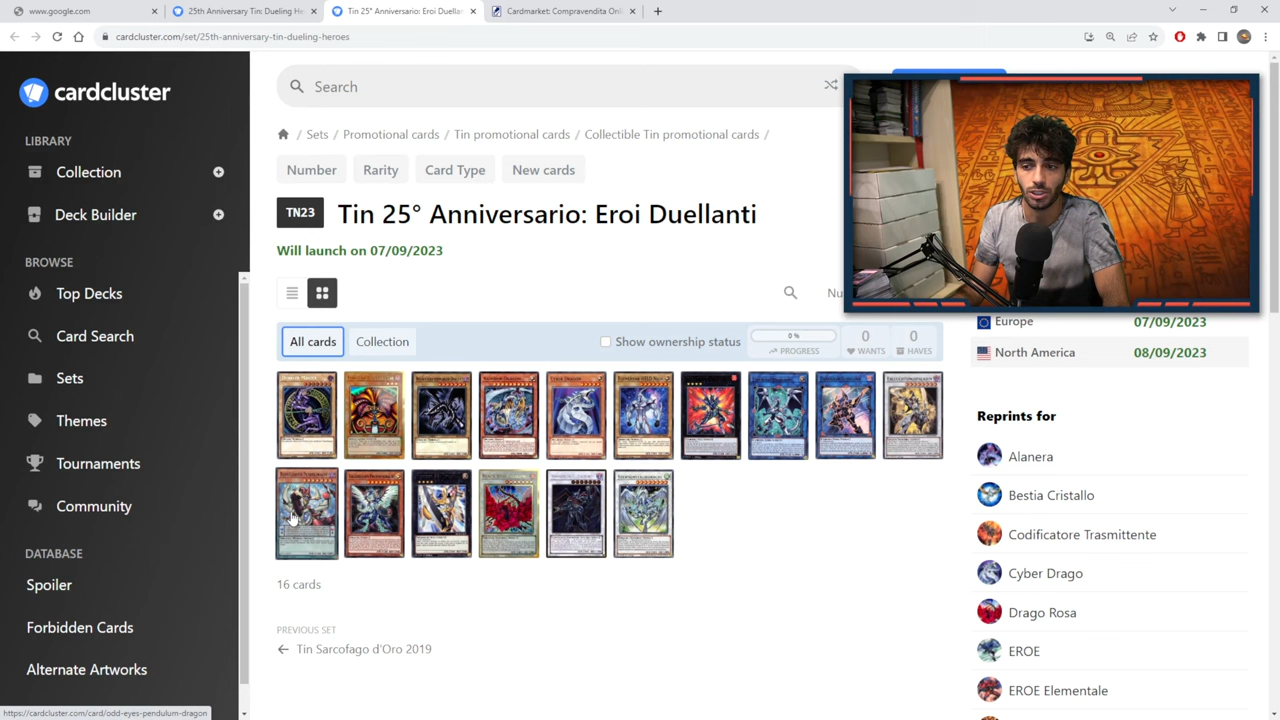 www.google.com
25th Anniversary Tin: Dueling He
Tin 25° Anniversario: Eroi Duellan
Cardmarket: Compravendita Onl
cardcluster.com/set/25th-anniversary-tin-dueling-heroes
cardcluster
LIBRARY
Collection
Deck Builder
BROWSE
Top Decks
Card Search
Sets
Themes
Tournaments
Community
DATABASE
Spoiler
Forbidden Cards
Alternate Artworks
https://cardcluster.com/card/odd-eyes-pendulum-dragon
Search
/ Sets / Promotional cards / Tin promotional cards / Collectible Tin promotional cards /
Number Rarity Card Type New cards
TN23 Tin 25° Anniversario: Eroi Duellanti
Will launch on 07/09/2023
Nu
All cards Collection
Show ownership status
0 %
PROGRESS
0
WANTS
0
HAVES
16 cards
PREVIOUS SET
← Tin Sarcofago d'Oro 2019
Europe 07/09/2023
North America 08/09/2023
Reprints for
Alanera
Bestia Cristallo
Codificatore Trasmittente
Cyber Drago
Drago Rosa
EROE
EROE Elementale